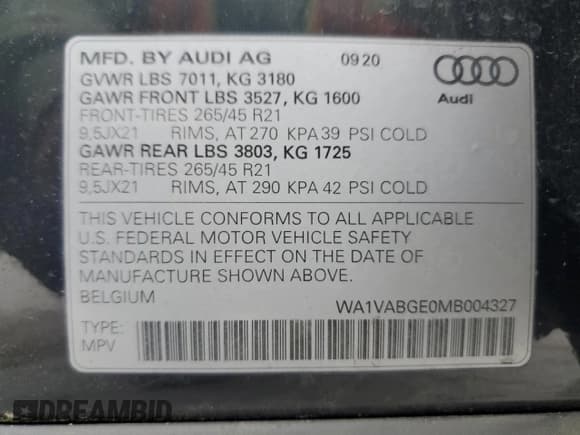 MFD. BY AUDI AG 09 20
GVWR LBS 7011, KG 3180
GAWR FRONT LBS 3527, KG 1600
FRONT-TIRES 265/45 R21
9,5JX21 RIMS, AT 270 KPA 39 PSI COLD
GAWR REAR LBS 3803, KG 1725
REAR-TIRES 265/45 R21
9,5JX21 RIMS, AT 290 KPA 42 PSI COLD
Audi
THIS VEHICLE CONFORMS TO ALL APPLICABLE
U.S. FEDERAL MOTOR VEHICLE SAFETY
STANDARDS IN EFFECT ON THE DATE OF
MANUFACTURE SHOWN ABOVE.
BELGIUM WA1VABGE0MB004327
TYPE:
MPV
DREAMBID